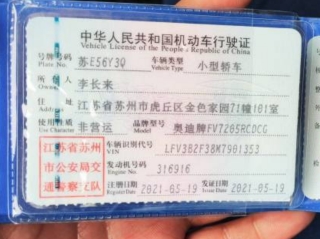 中华人民共和国机动车行驶证
Vehicle License of the People's Republic of China
号牌号码 苏E56Y3Q 车辆类型 小型轿车
Plate No. Vehicle Type
所有人 李长来
Owner
住址 江苏省苏州市虎丘区金色家园71幢101室
Address
使用性质 非营运 品牌型号 奥迪牌FV7205RCDCG
Use Character Model
江苏省苏州市公安局交通警察支队
车辆识别代号
VIN
发动机号码 316916
Engine No.
注册日期 2021-05-19 发证日期 2021-05-19
Register Date Issue Date